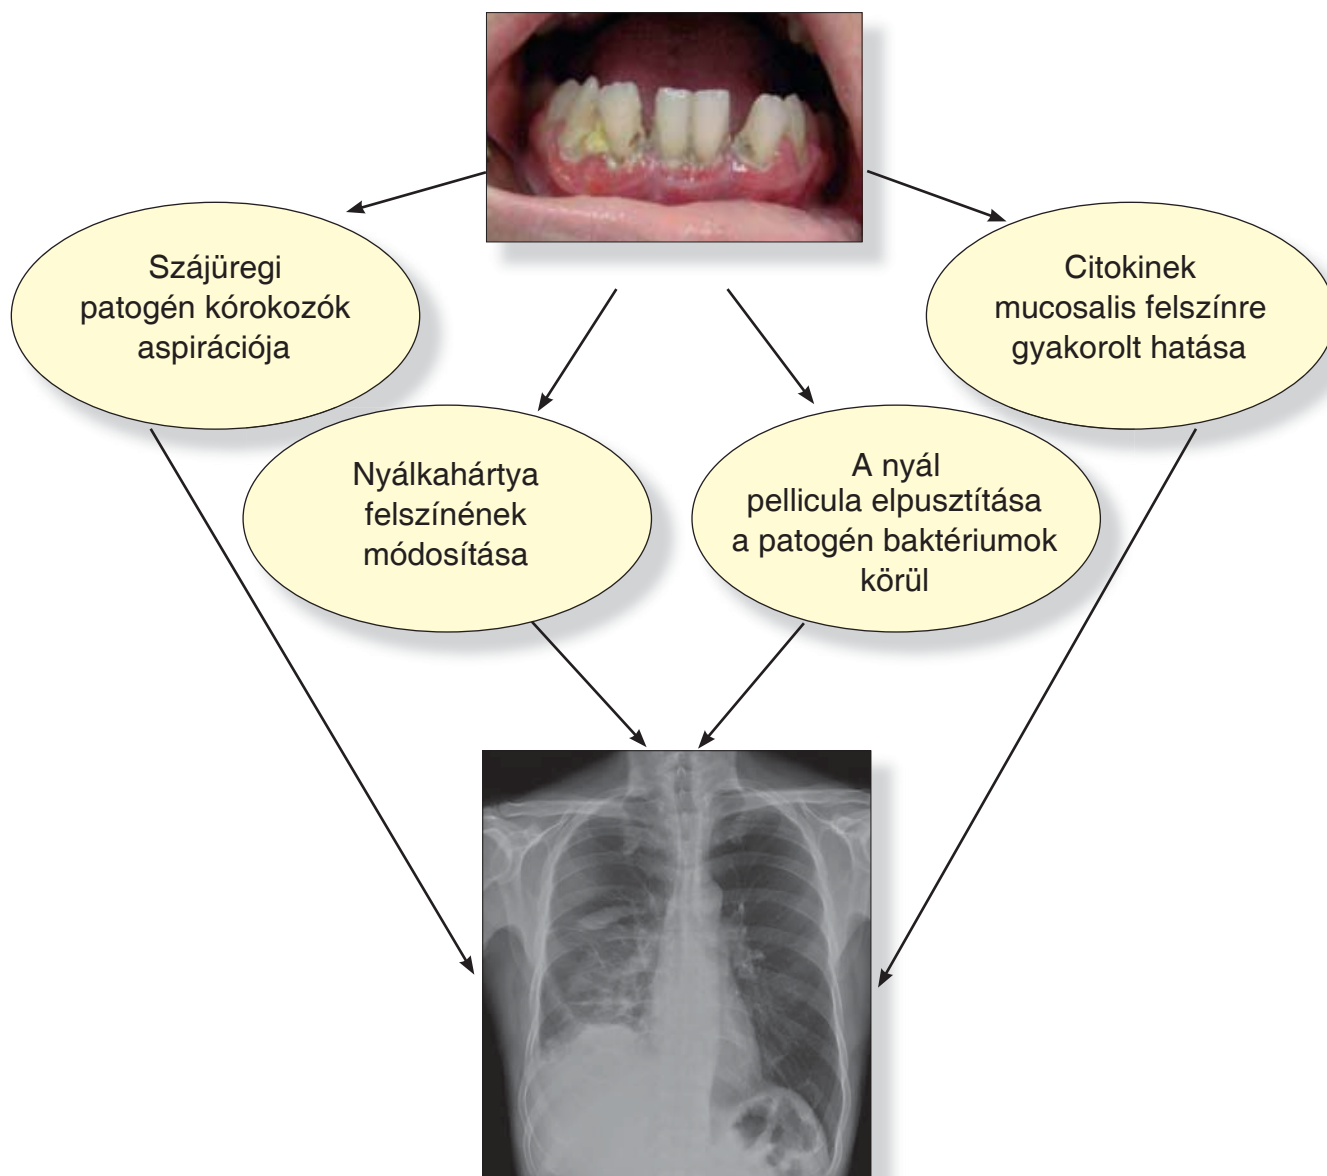 Szájüregi
patogén kórokozók
aspirációja
Citokinek
mucosalis felszínre
gyakorolt hatása
Nyálkahártya
felszínének
módosítása
A nyál
pellicula elpusztítása
a patogén baktériumok
körül